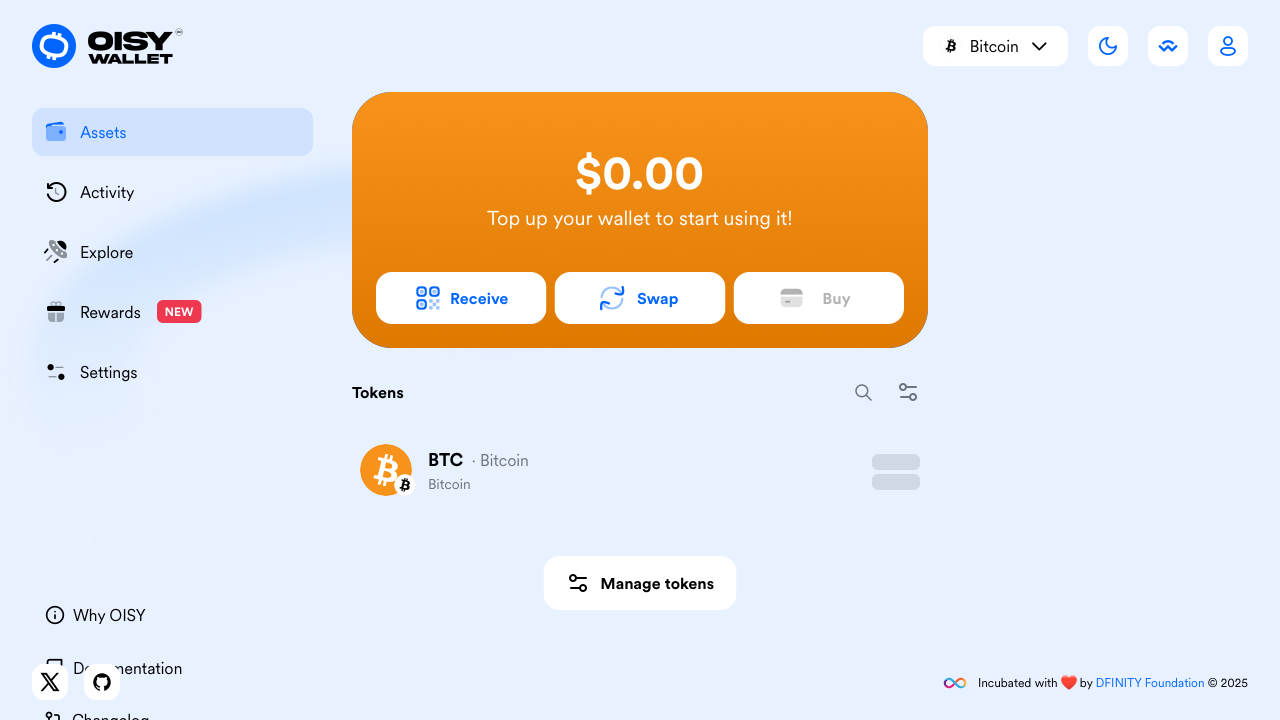 OISY
WALLET
Bitcoin
Assets
Activity
Explore
Rewards NEW
Settings
$0.00
Top up your wallet to start using it!
Receive
Swap
Buy
Tokens
BTC · Bitcoin
Bitcoin
Manage tokens
Why OISY
Documentation
Changelog
Incubated with ❤️ by DFINITY Foundation © 2025